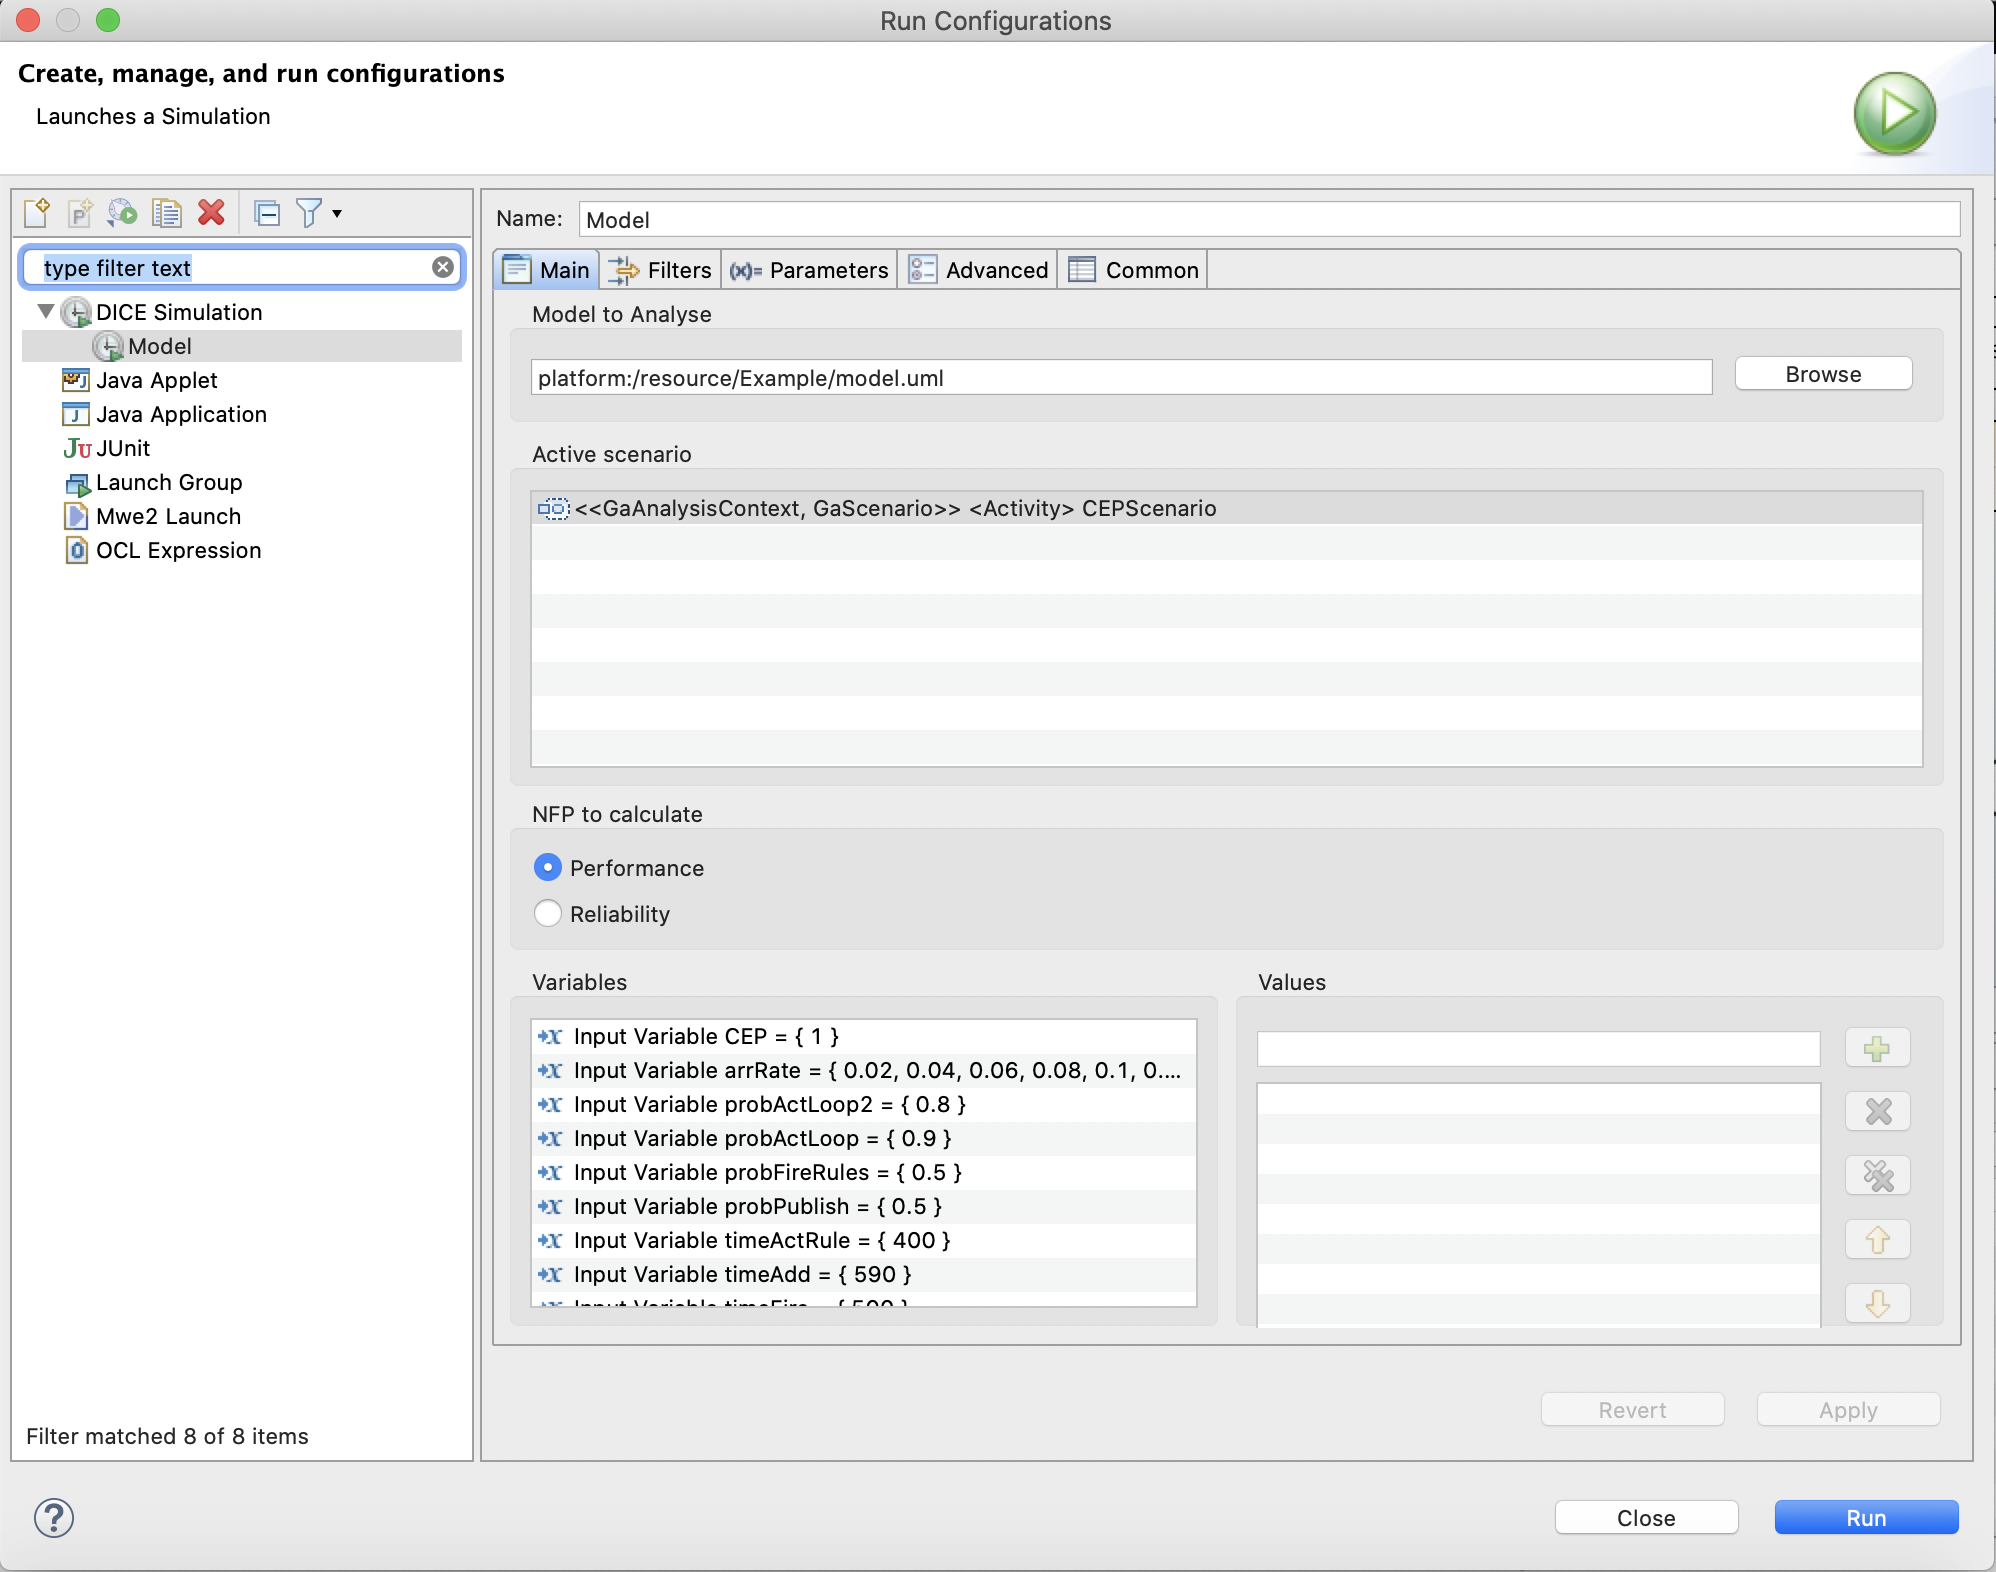 Run Configurations
Create, manage, and run configurations
Launches a Simulation
type filter text
DICE Simulation
Model
Java Applet
Java Application
JUnit
Launch Group
Mwe2 Launch
OCL Expression
Filter matched 8 of 8 items
Name: Model
Main Filters (x)= Parameters Advanced Common
Model to Analyse
platform:/resource/Example/model.uml Browse
Active scenario
<<GaAnalysisContext, GaScenario>> <Activity> CEPScenario
NFP to calculate
Performance
Reliability
Variables
Input Variable CEP = { 1 }
Input Variable arrRate = { 0.02, 0.04, 0.06, 0.08, 0.1, 0....
Input Variable probActLoop2 = { 0.8 }
Input Variable probActLoop = { 0.9 }
Input Variable probFireRules = { 0.5 }
Input Variable probPublish = { 0.5 }
Input Variable timeActRule = { 400 }
Input Variable timeAdd = { 590 }
Input Variable timeFire
Values
Revert Apply
Close Run